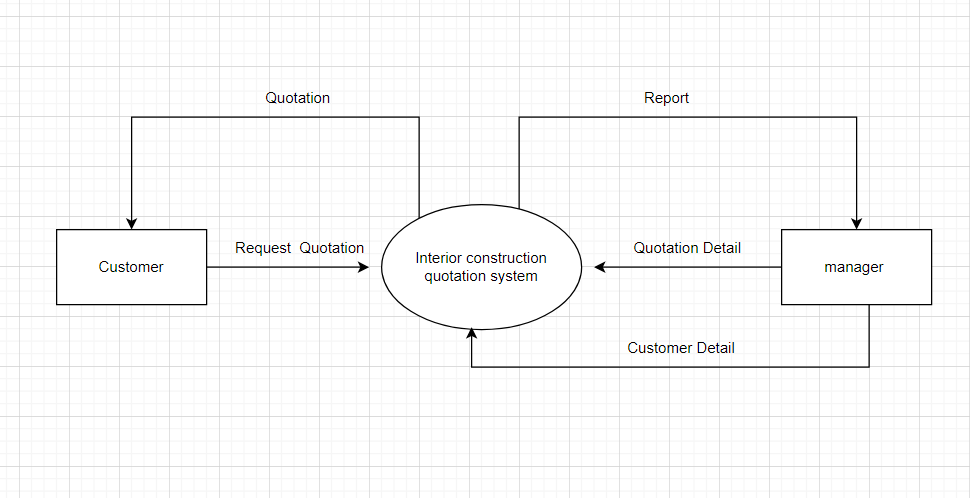 Quotation
Report
Request  Quotation
Quotation Detail
Customer
Interior construction
quotation system
manager
Customer Detail